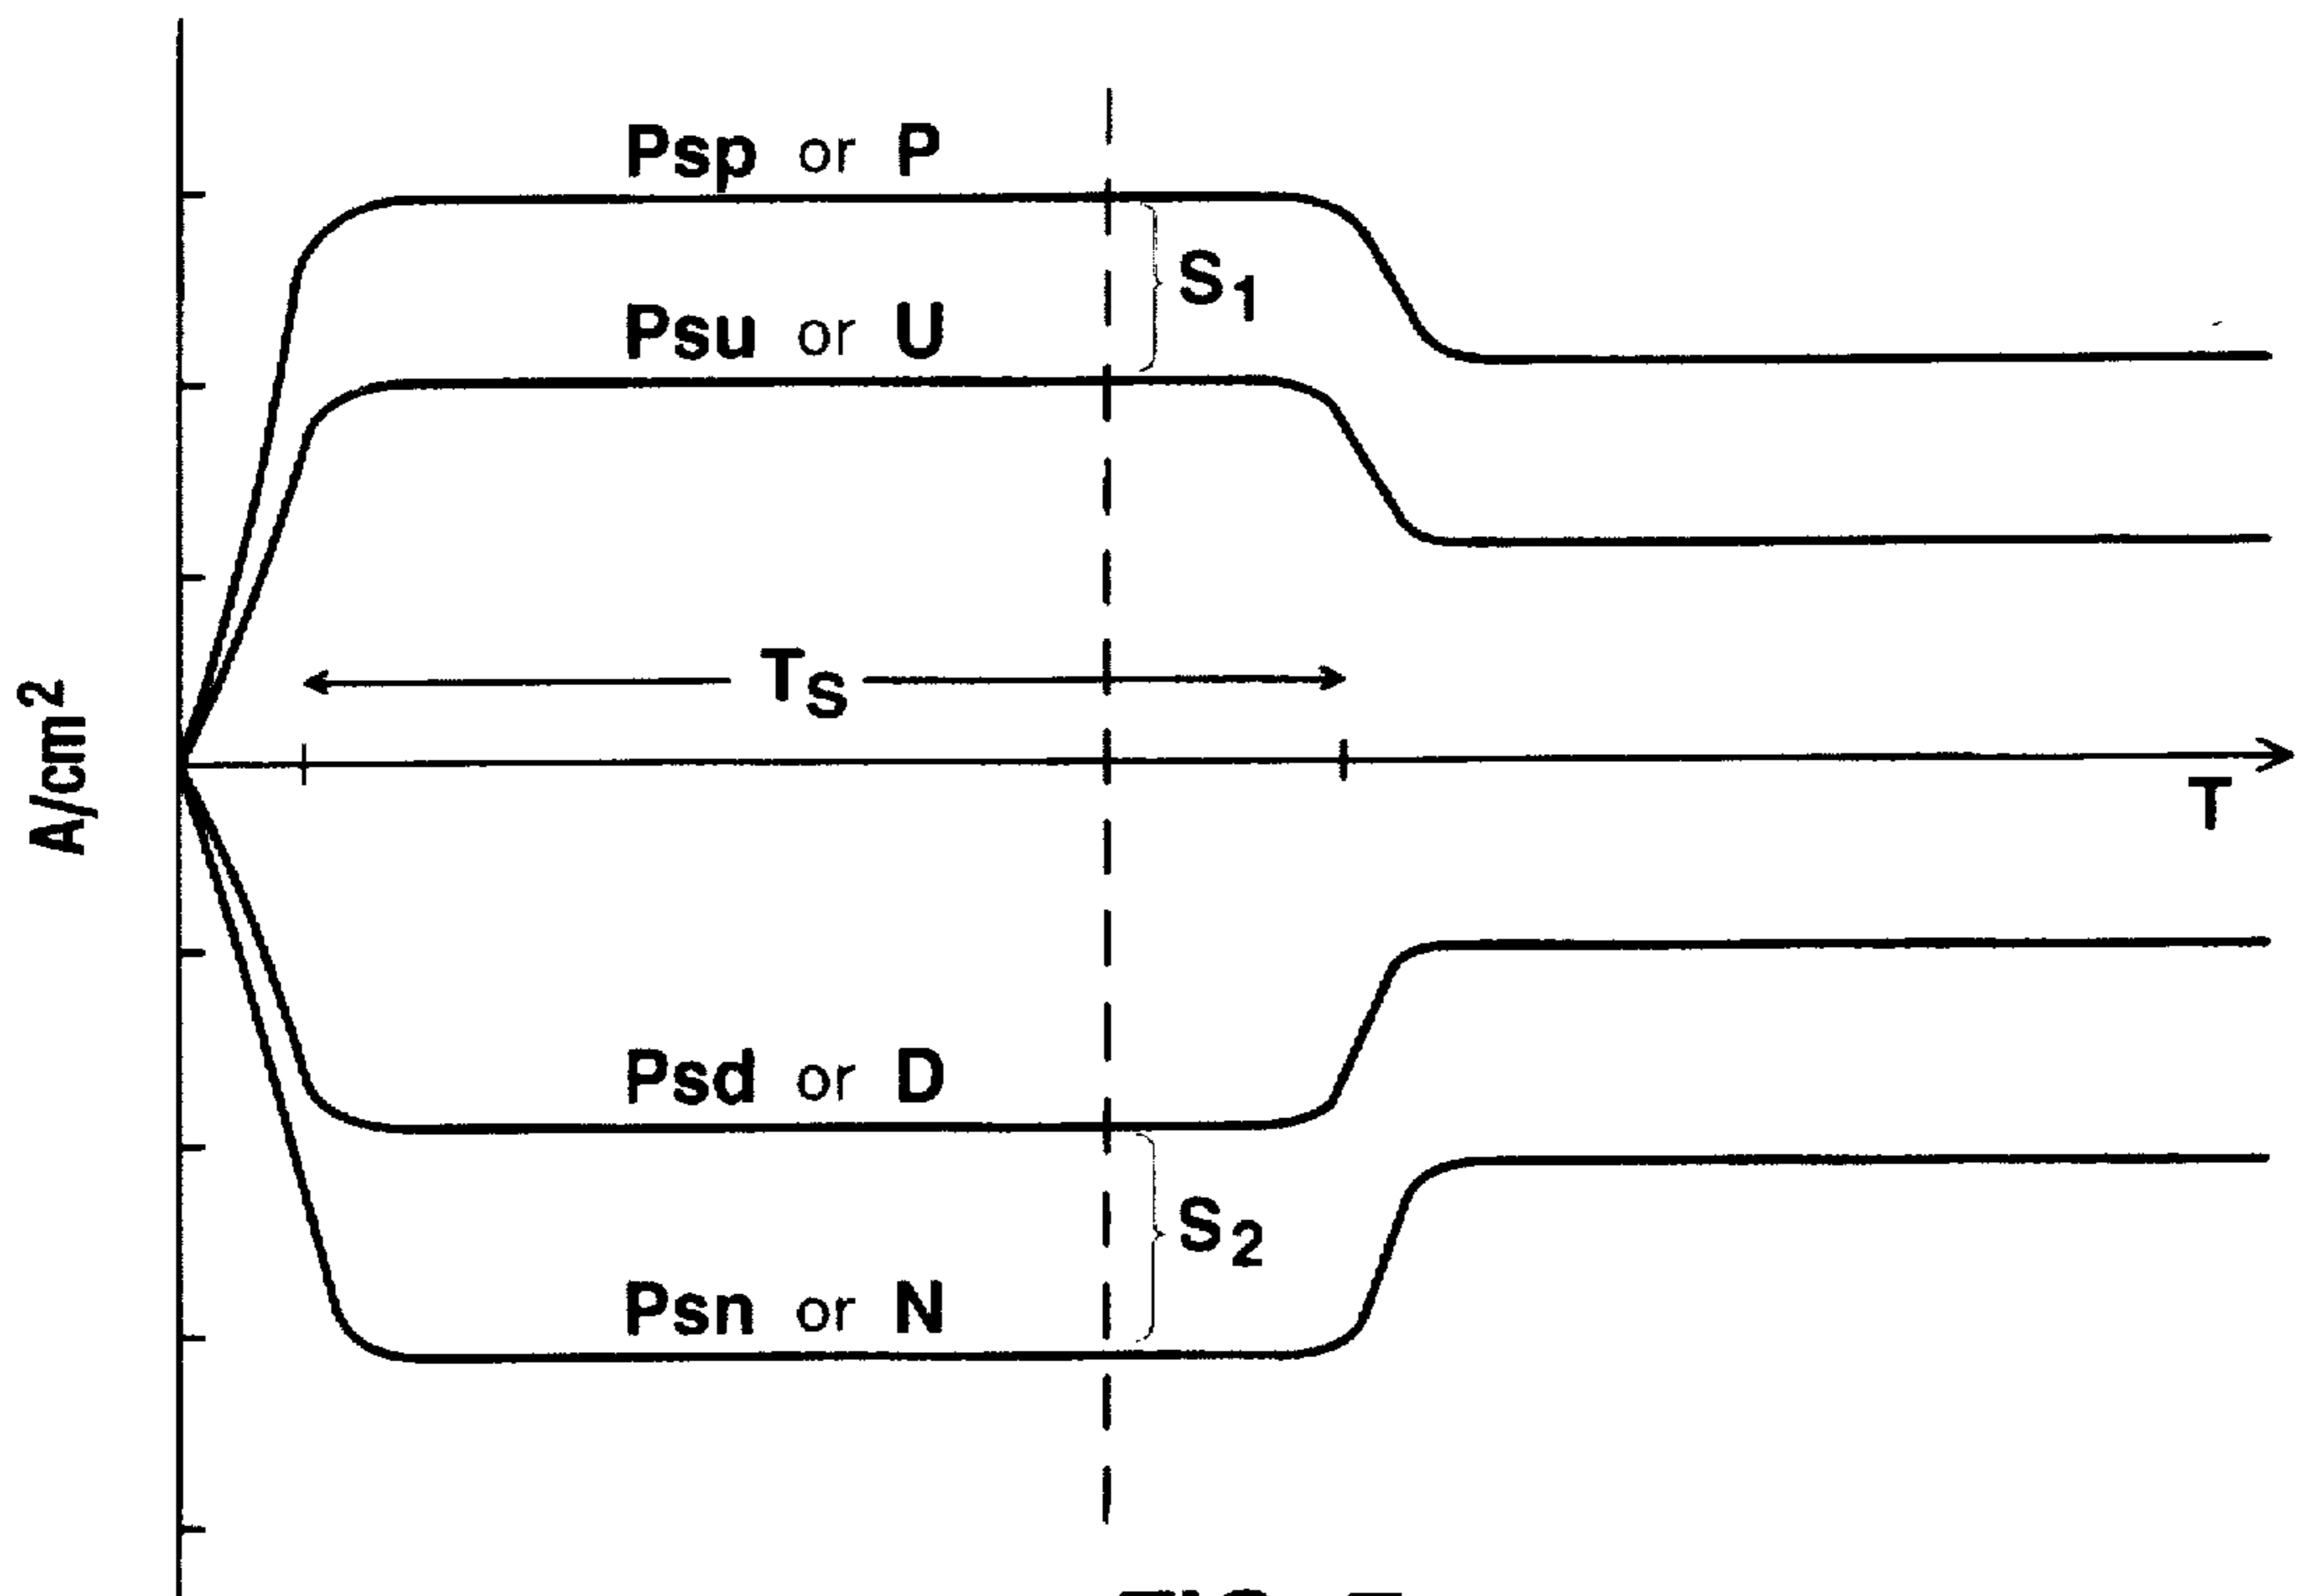 Psp or P
S1
Psu or U
TS
A/cm2
T
Psd or D
S2
Psn or N